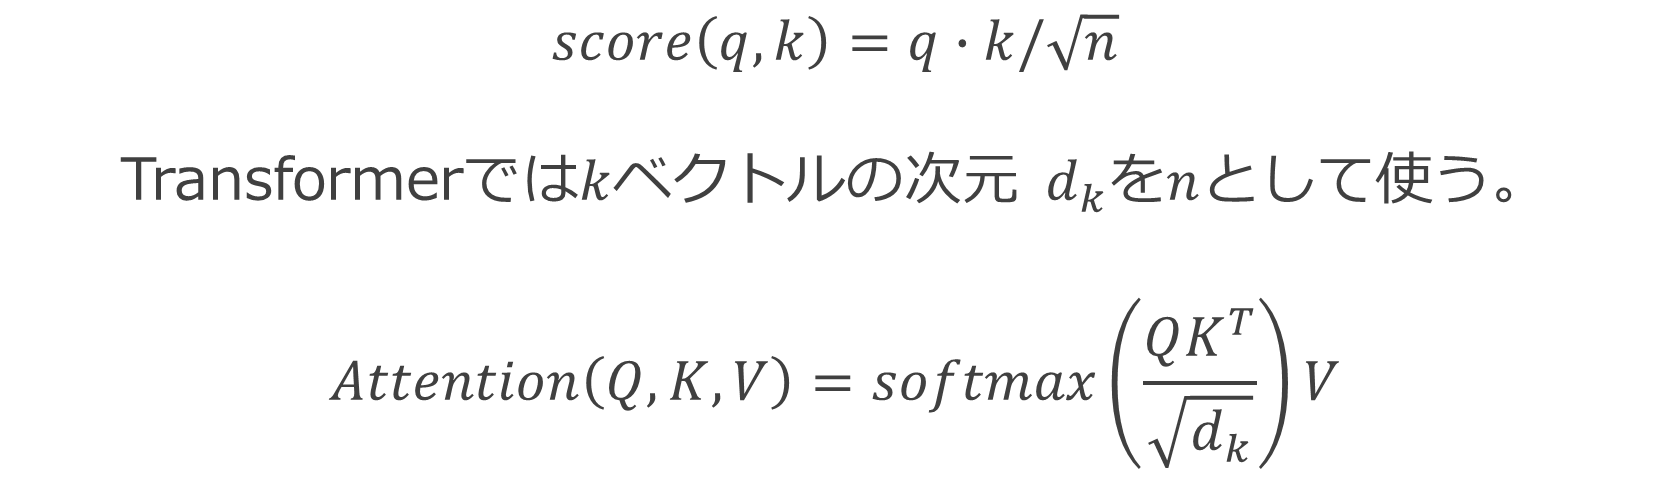 score(q, k) = q · k/√n
Transformerではkベクトルの次元 d_kをnとして使う。
Attention(Q, K, V) = softmax(QK^T/√d_k)V